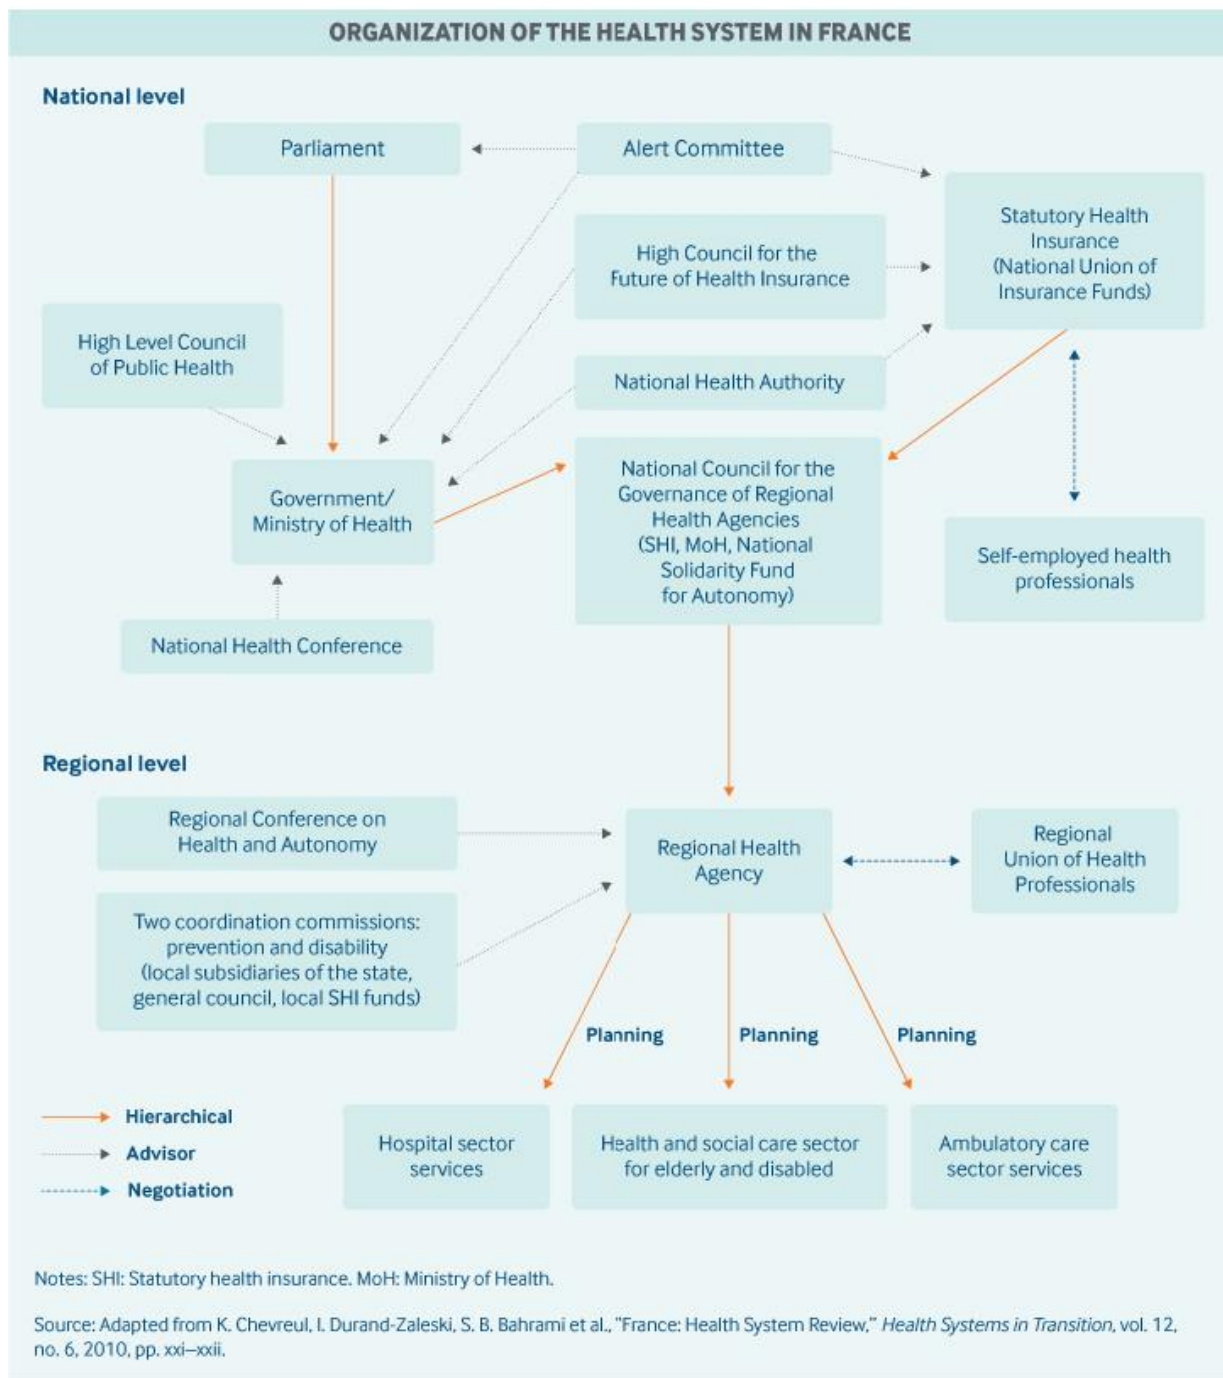 ORGANIZATION OF THE HEALTH SYSTEM IN FRANCE
National level
Parliament
Alert Committee
Statutory Health
Insurance
(National Union of
Insurance Funds)
High Council for the
Future of Health Insurance
High Level Council
of Public Health
National Health Authority
Government/
Ministry of Health
National Council for the
Governance of Regional
Health Agencies
(SHI, MoH, National
Solidarity Fund
for Autonomy)
Self-employed health
professionals
National Health Conference
Regional level
Regional Conference on
Health and Autonomy
Regional Health
Agency
Regional
Union of Health
Professionals
Two coordination commissions:
prevention and disability
(local subsidiaries of the state,
general council, local SHI funds)
Planning
Planning
Planning
Hierarchical
Advisor
Negotiation
Hospital sector
services
Health and social care sector
for elderly and disabled
Ambulatory care
sector services
Notes: SHI: Statutory health insurance. MoH: Ministry of Health.
Source: Adapted from K. Chevreul, I. Durand-Zaleski, S. B. Bahrami et al., "France: Health System Review," Health Systems in Transition, vol. 12,
no. 6, 2010, pp. xxi–xxii.